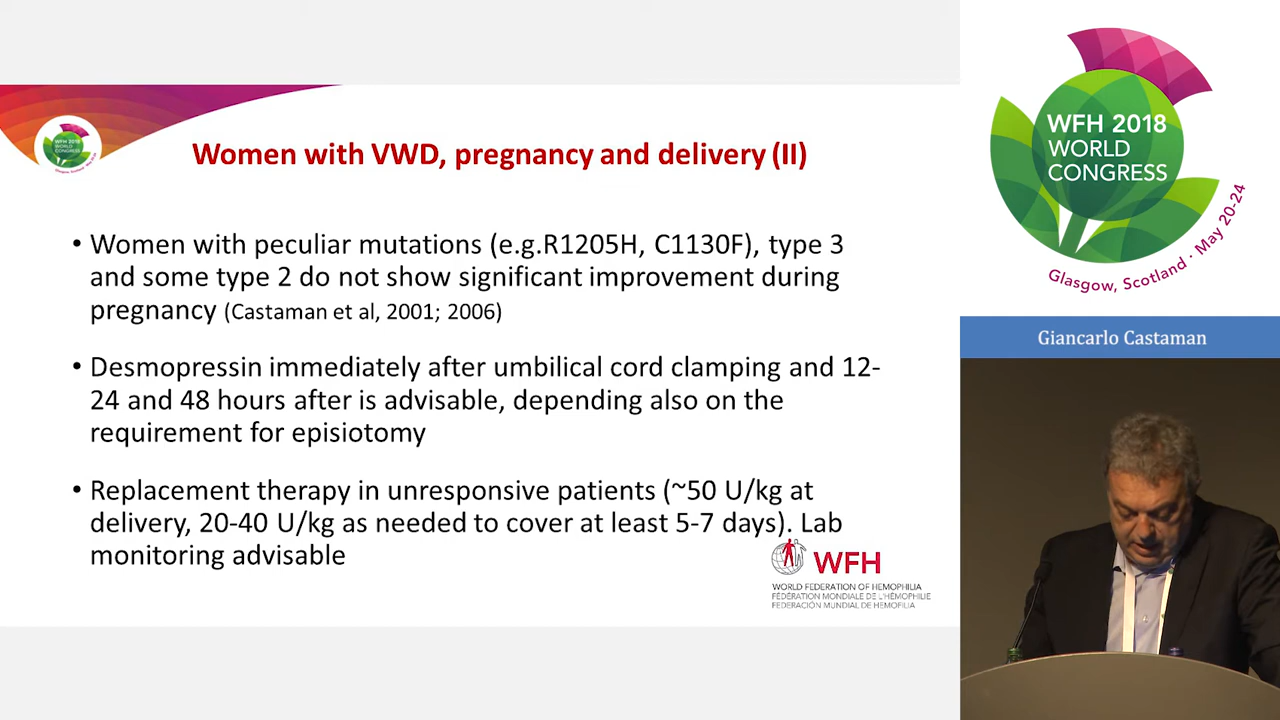 Women with VWD, pregnancy and delivery (II)
• Women with peculiar mutations (e.g.R1205H, C1130F), type 3
and some type 2 do not show significant improvement during
pregnancy (Castaman et al, 2001; 2006)
• Desmopressin immediately after umbilical cord clamping and 12-
24 and 48 hours after is advisable, depending also on the
requirement for episiotomy
• Replacement therapy in unresponsive patients (~50 U/kg at
delivery, 20-40 U/kg as needed to cover at least 5-7 days). Lab
monitoring advisable
WFH
WORLD FEDERATION OF HEMOPHILIA
FÉDÉRATION MONDIALE DE L'HÉMOPHILIE
FEDERACIÓN MUNDIAL DE HEMOFILIA
WFH 2018
WORLD
CONGRESS
WFH 2018
WORLD
CONGRESS
Glasgow, Scotland · May 20-24
Giancarlo Castaman